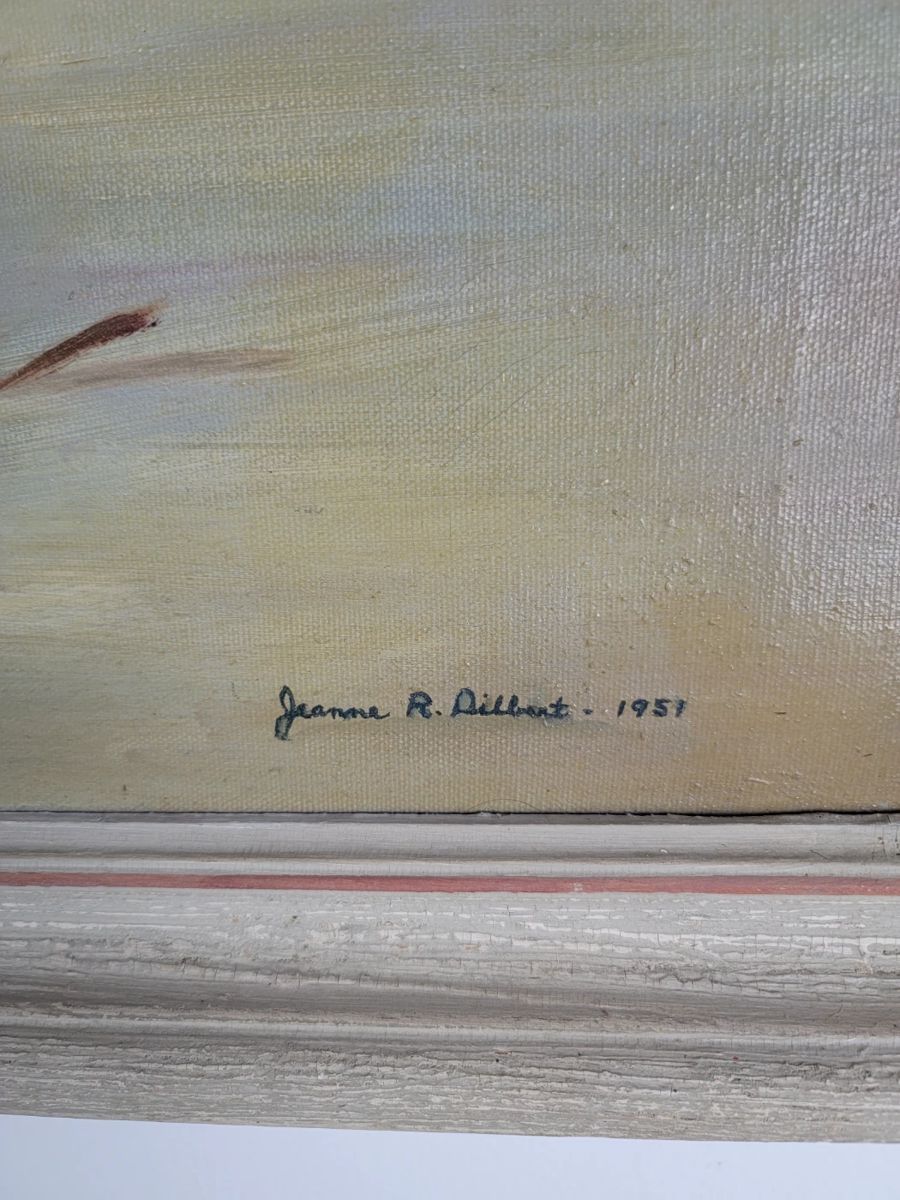 Jeanne R. Dilbert - 1951